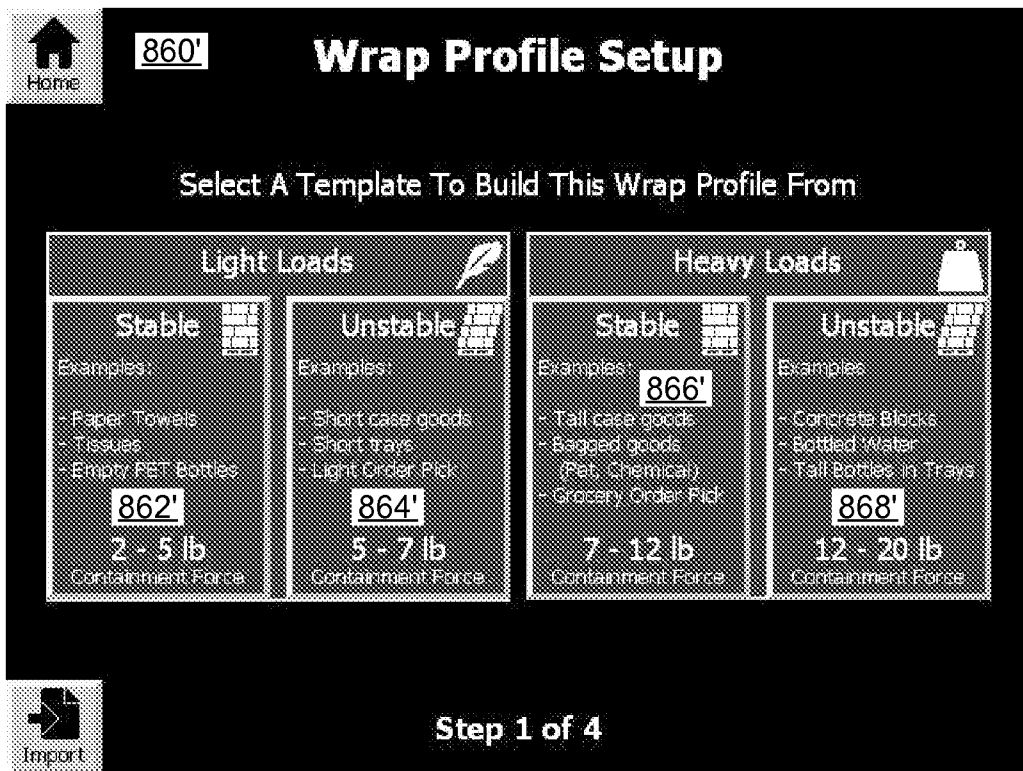 Home
860'
Wrap Profile Setup
Select A Template To Build This Wrap Profile From
Light Loads
Stable
Examples:
- Paper Towels
- Tissues
- Empty PET Bottles
862'
2 - 5 lb
Containment Force
Unstable
Examples:
- Short case goods
- Short trays
- Light Order Pick
864'
5 - 7 lb
Containment Force
Heavy Loads
Stable
Examples:
866'
- Tall case goods
- Bagged goods
(Pet, Chemical)
- Grocery Order Pick
7 - 12 lb
Containment Force
Unstable
Examples
- Concrete Blocks
- Bottled Water
- Tall Bottles in Trays
868'
12 - 20 lb
Containment Force
Import
Step 1 of 4